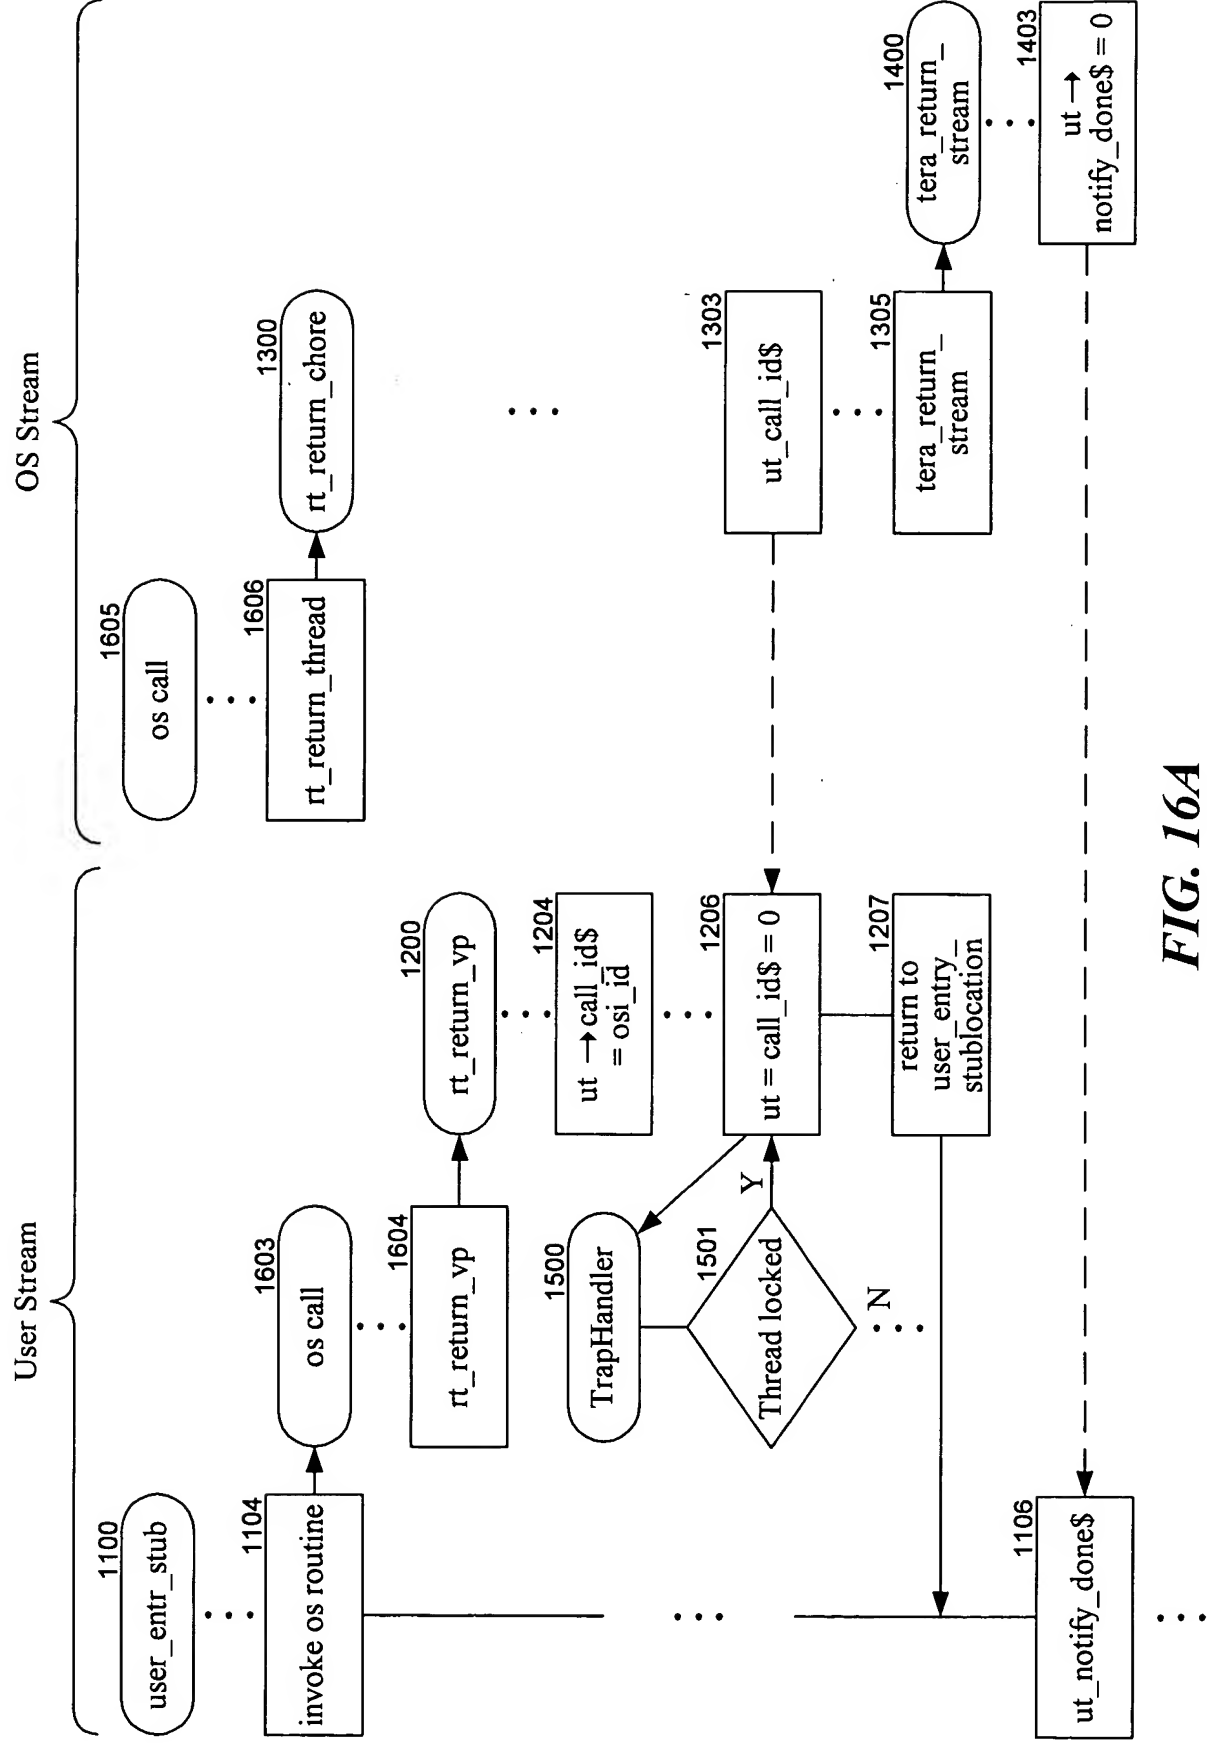 User Stream
OS Stream
1100
user_entr_stub
1104
invoke os routine
1106
ut_notify_done$
1603
os call
1604
rt_return_vp
1500
TrapHandler
1501
Thread locked
Y
N
1200
rt_return_vp
1204
ut →call_id$
= osi_id
1206
ut = call_id$ = 0
1207
return to
user_entry_
stublocation
1605
os call
1606
rt_return_thread
1300
rt_return_chore
1303
ut_call_id$
1305
tera_return_
stream
1400
tera_return_
stream
1403
ut →
notify_done$ = 0
FIG. 16A